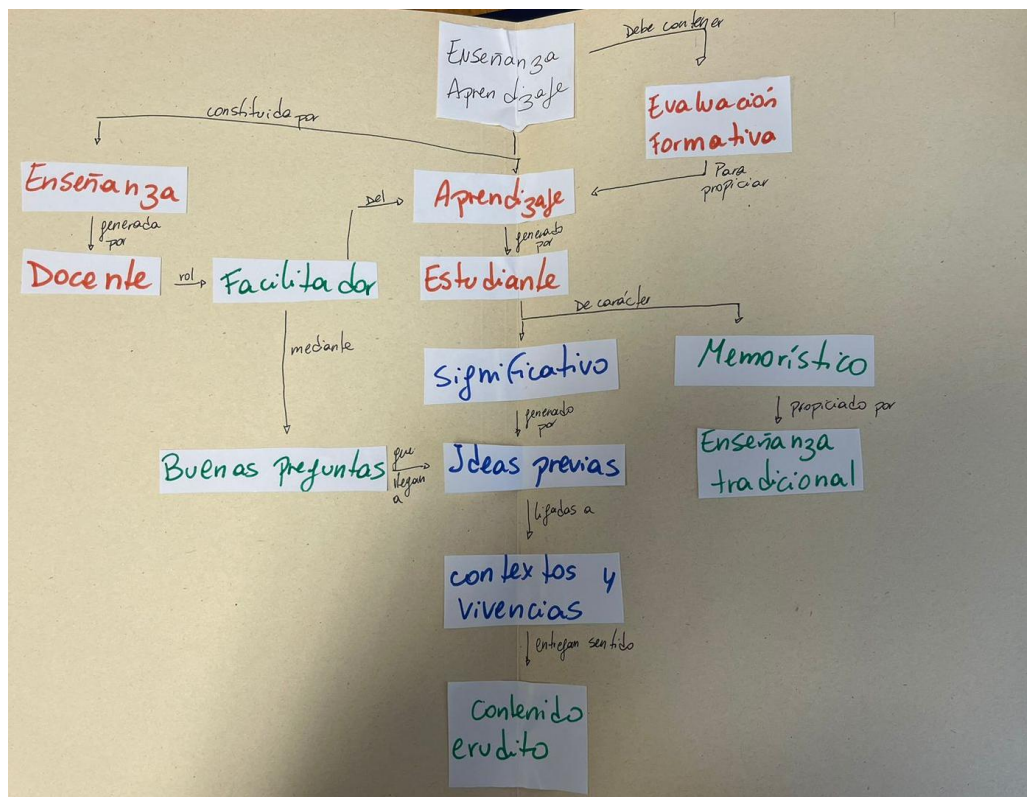 Enseñanza
Aprendizaje
Debe contener
Evaluación
Formativa
constituida por
Para
propiciar
Enseñanza
Aprendizaje
Del
generada
por
generado
por
Docente
rol
Facilitador
Estudiante
De carácter
mediante
Significativo
Memorístico
generado
por
propiciado por
Buenas preguntas
que
llegan
a
Ideas previas
Enseñanza
tradicional
ligadas a
contextos y
vivencias
entregan sentido
Contenido
erudito